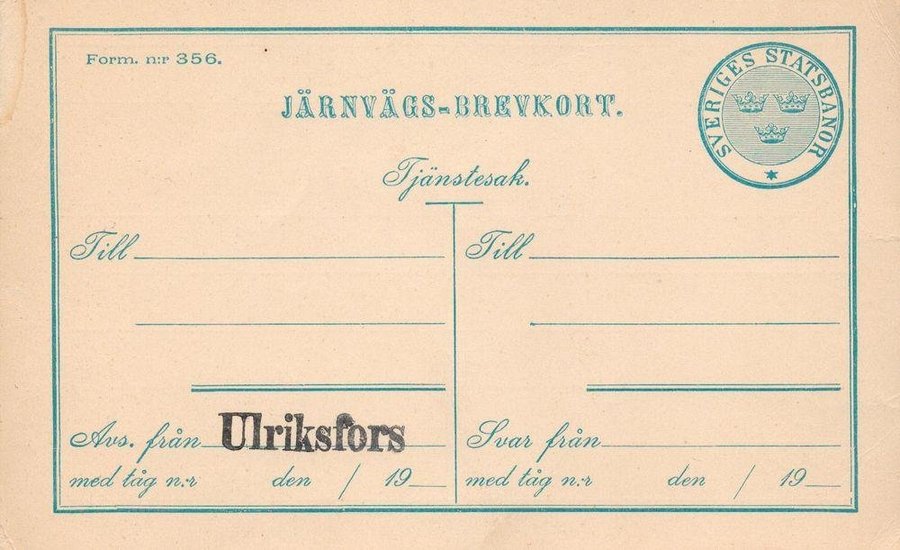 Form. n:r 356.
SVERIGES STATSBANOR
JÄRNVÄGS-BREVKORT.
Tjänstesak.
Till
Till
Avs. från Ulriksfors
med tåg n:r den / 19
Svar från
med tåg n:r den / 19